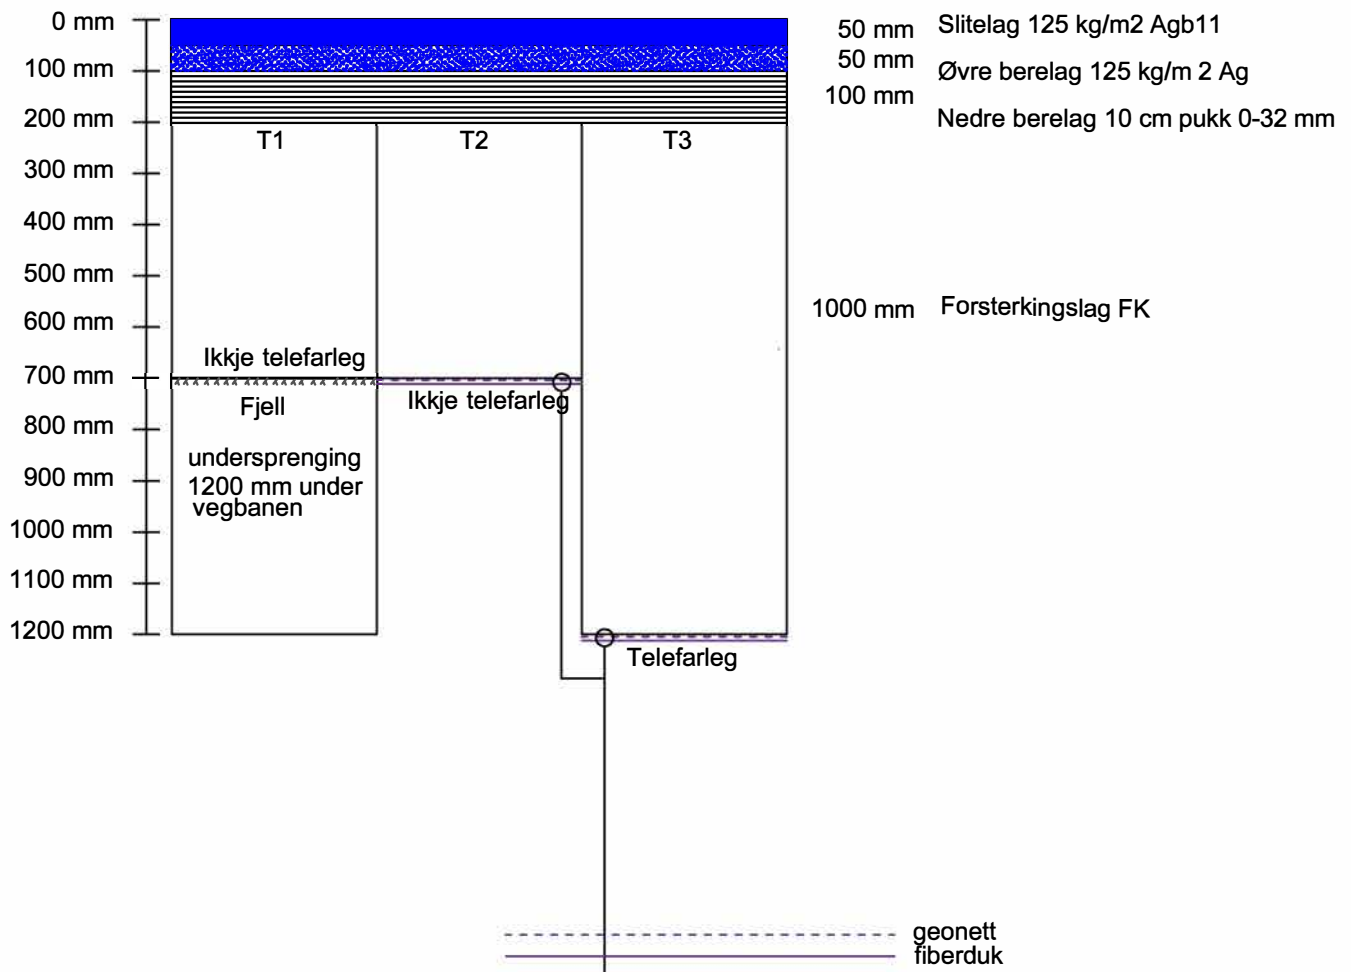 0 mm
100 mm
200 mm
300 mm
400 mm
500 mm
600 mm
700 mm
800 mm
900 mm
1000 mm
1100 mm
1200 mm
T1
T2
T3
Ikkje telefarleg
Fjell
undersprenging
1200 mm under
vegbanen
Ikkje telefarleg
Telefarleg
50 mm
Slitelag 125 kg/m2 Agb11
50 mm
Øvre berelag 125 kg/m 2 Ag
100 mm
Nedre berelag 10 cm pukk 0-32 mm
1000 mm
Forsterkingslag FK
geonett
fiberduk